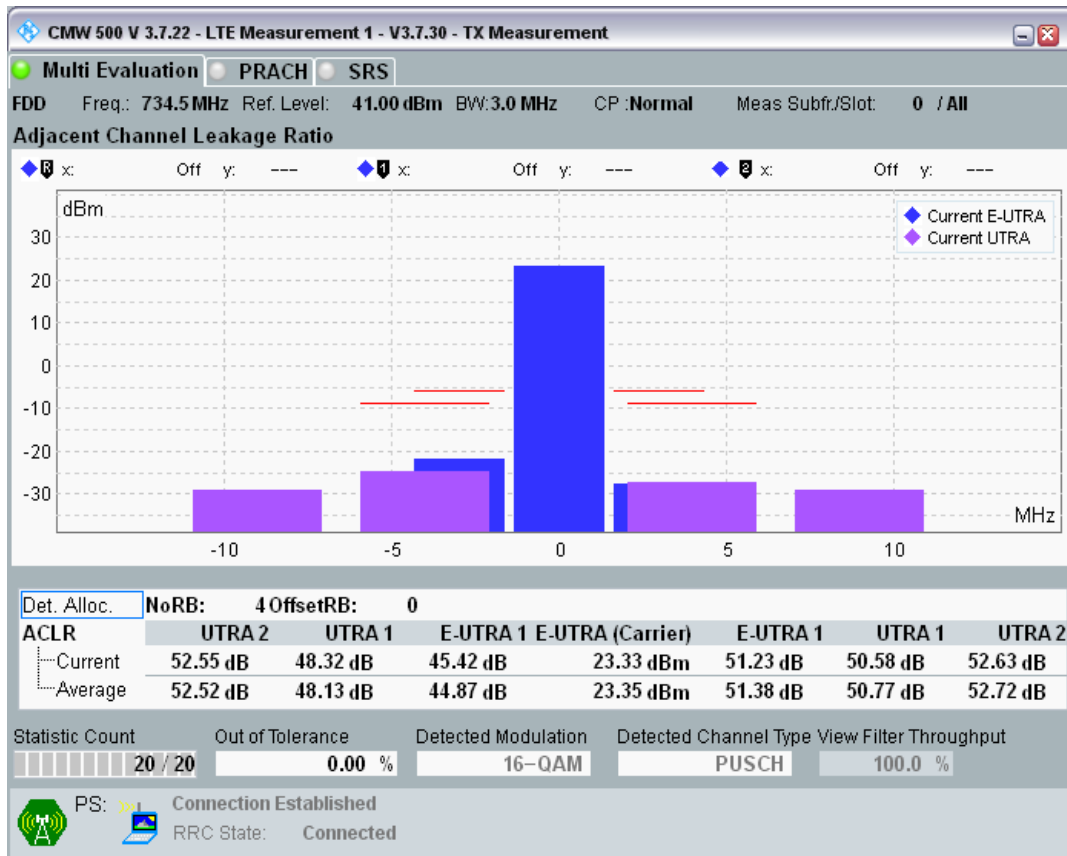 CMW 500 V 3.7.22 - LTE Measurement 1 - V3.7.30 - TX Measurement
Multi Evaluation PRACH SRS
FDD Freq.: 734.5 MHz Ref. Level: 41.00 dBm BW:3.0 MHz CP :Normal Meas Subfr./Slot: 0 / All
Adjacent Channel Leakage Ratio
R x: Off y: --- 1 x: Off y: --- 2 x: Off y: ---
dBm
Current E-UTRA
Current UTRA
30
20
10
0
-10
-20
-30
MHz
-10 -5 0 5 10
Det. Alloc. NoRB: 4 OffsetRB: 0
ACLR UTRA 2 UTRA 1 E-UTRA 1 E-UTRA (Carrier) E-UTRA 1 UTRA 1 UTRA 2
Current 52.55 dB 48.32 dB 45.42 dB 23.33 dBm 51.23 dB 50.58 dB 52.63 dB
Average 52.52 dB 48.13 dB 44.87 dB 23.35 dBm 51.38 dB 50.77 dB 52.72 dB
Statistic Count Out of Tolerance Detected Modulation Detected Channel Type View Filter Throughput
20 / 20 0.00 % 16-QAM PUSCH 100.0 %
PS: Connection Established
RRC State: Connected